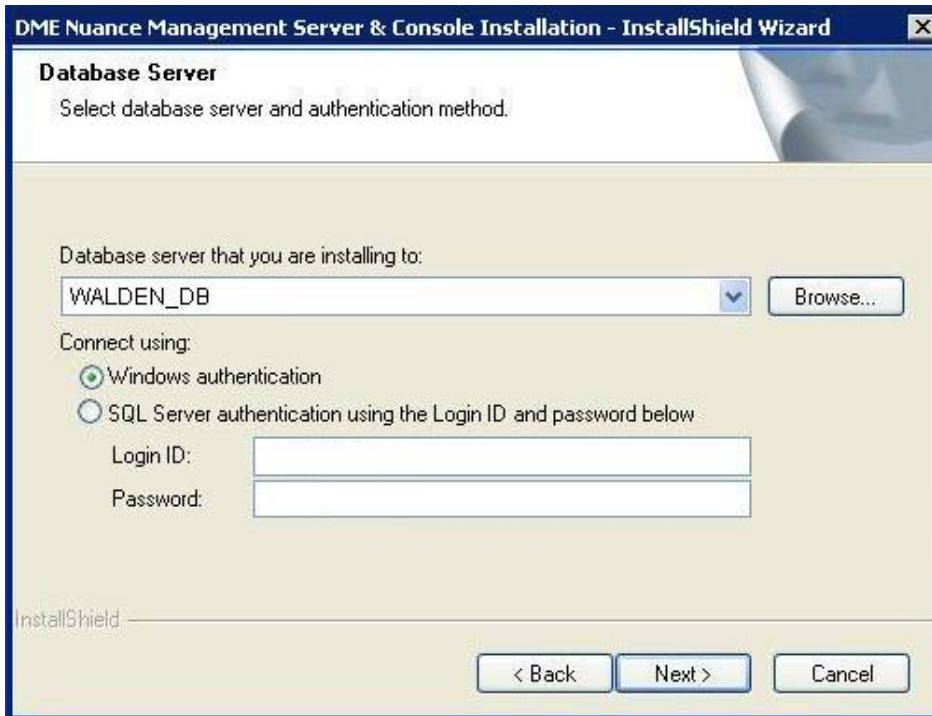 DME Nuance Management Server & Console Installation - InstallShield Wizard
Database Server
Select database server and authentication method.
Database server that you are installing to:
WALDEN_DB
Browse...
Connect using:
Windows authentication
SQL Server authentication using the Login ID and password below
Login ID:
Password:
InstallShield
< Back
Next >
Cancel